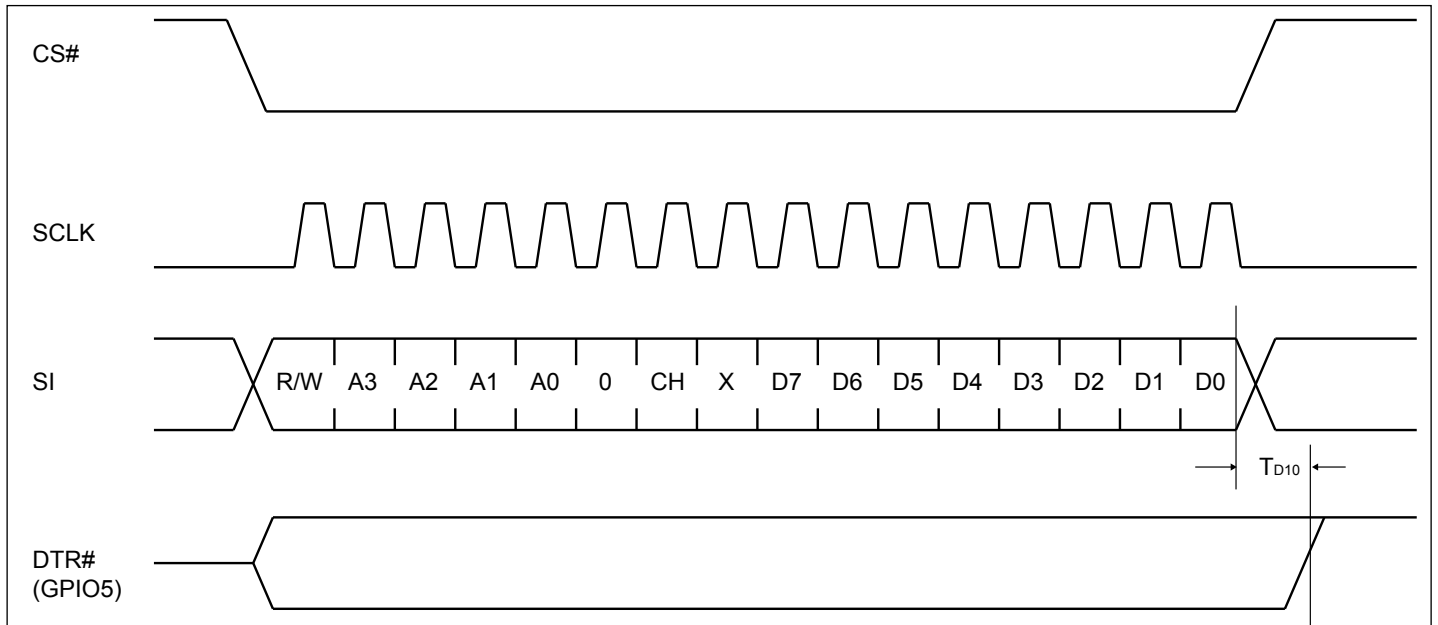 CS#
SCLK
SI
R/W A3 A2 A1 A0 0 CH X D7 D6 D5 D4 D3 D2 D1 D0
TD10
DTR#
(GPIO5)